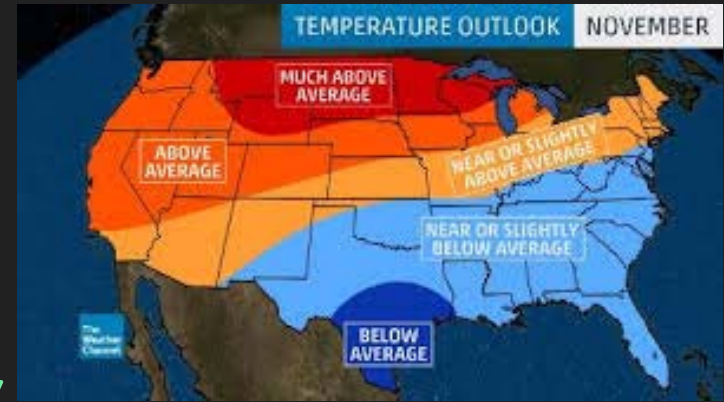 TEMPERATURE OUTLOOK NOVEMBER
MUCH ABOVE
AVERAGE
ABOVE
AVERAGE
NEAR OR SLIGHTLY
ABOVE AVERAGE
NEAR OR SLIGHTLY
BELOW AVERAGE
BELOW
AVERAGE
The
Weather
Channel